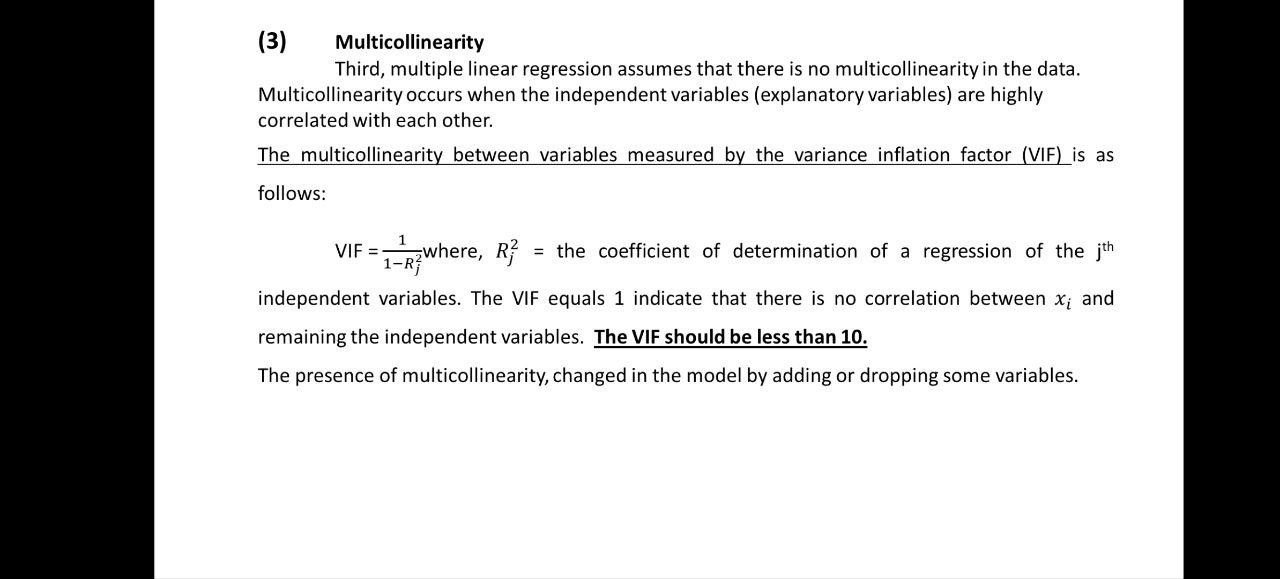 (3) Multicollinearity
Third, multiple linear regression assumes that there is no multicollinearity in the data.
Multicollinearity occurs when the independent variables (explanatory variables) are highly
correlated with each other.
The multicollinearity between variables measured by the variance inflation factor (VIF) is as
follows:
VIF = \frac{1}{1-R_j^2} where, R_j^2 = the coefficient of determination of a regression of the j^{th}
independent variables. The VIF equals 1 indicate that there is no correlation between x_i and
remaining the independent variables. The VIF should be less than 10.
The presence of multicollinearity, changed in the model by adding or dropping some variables.